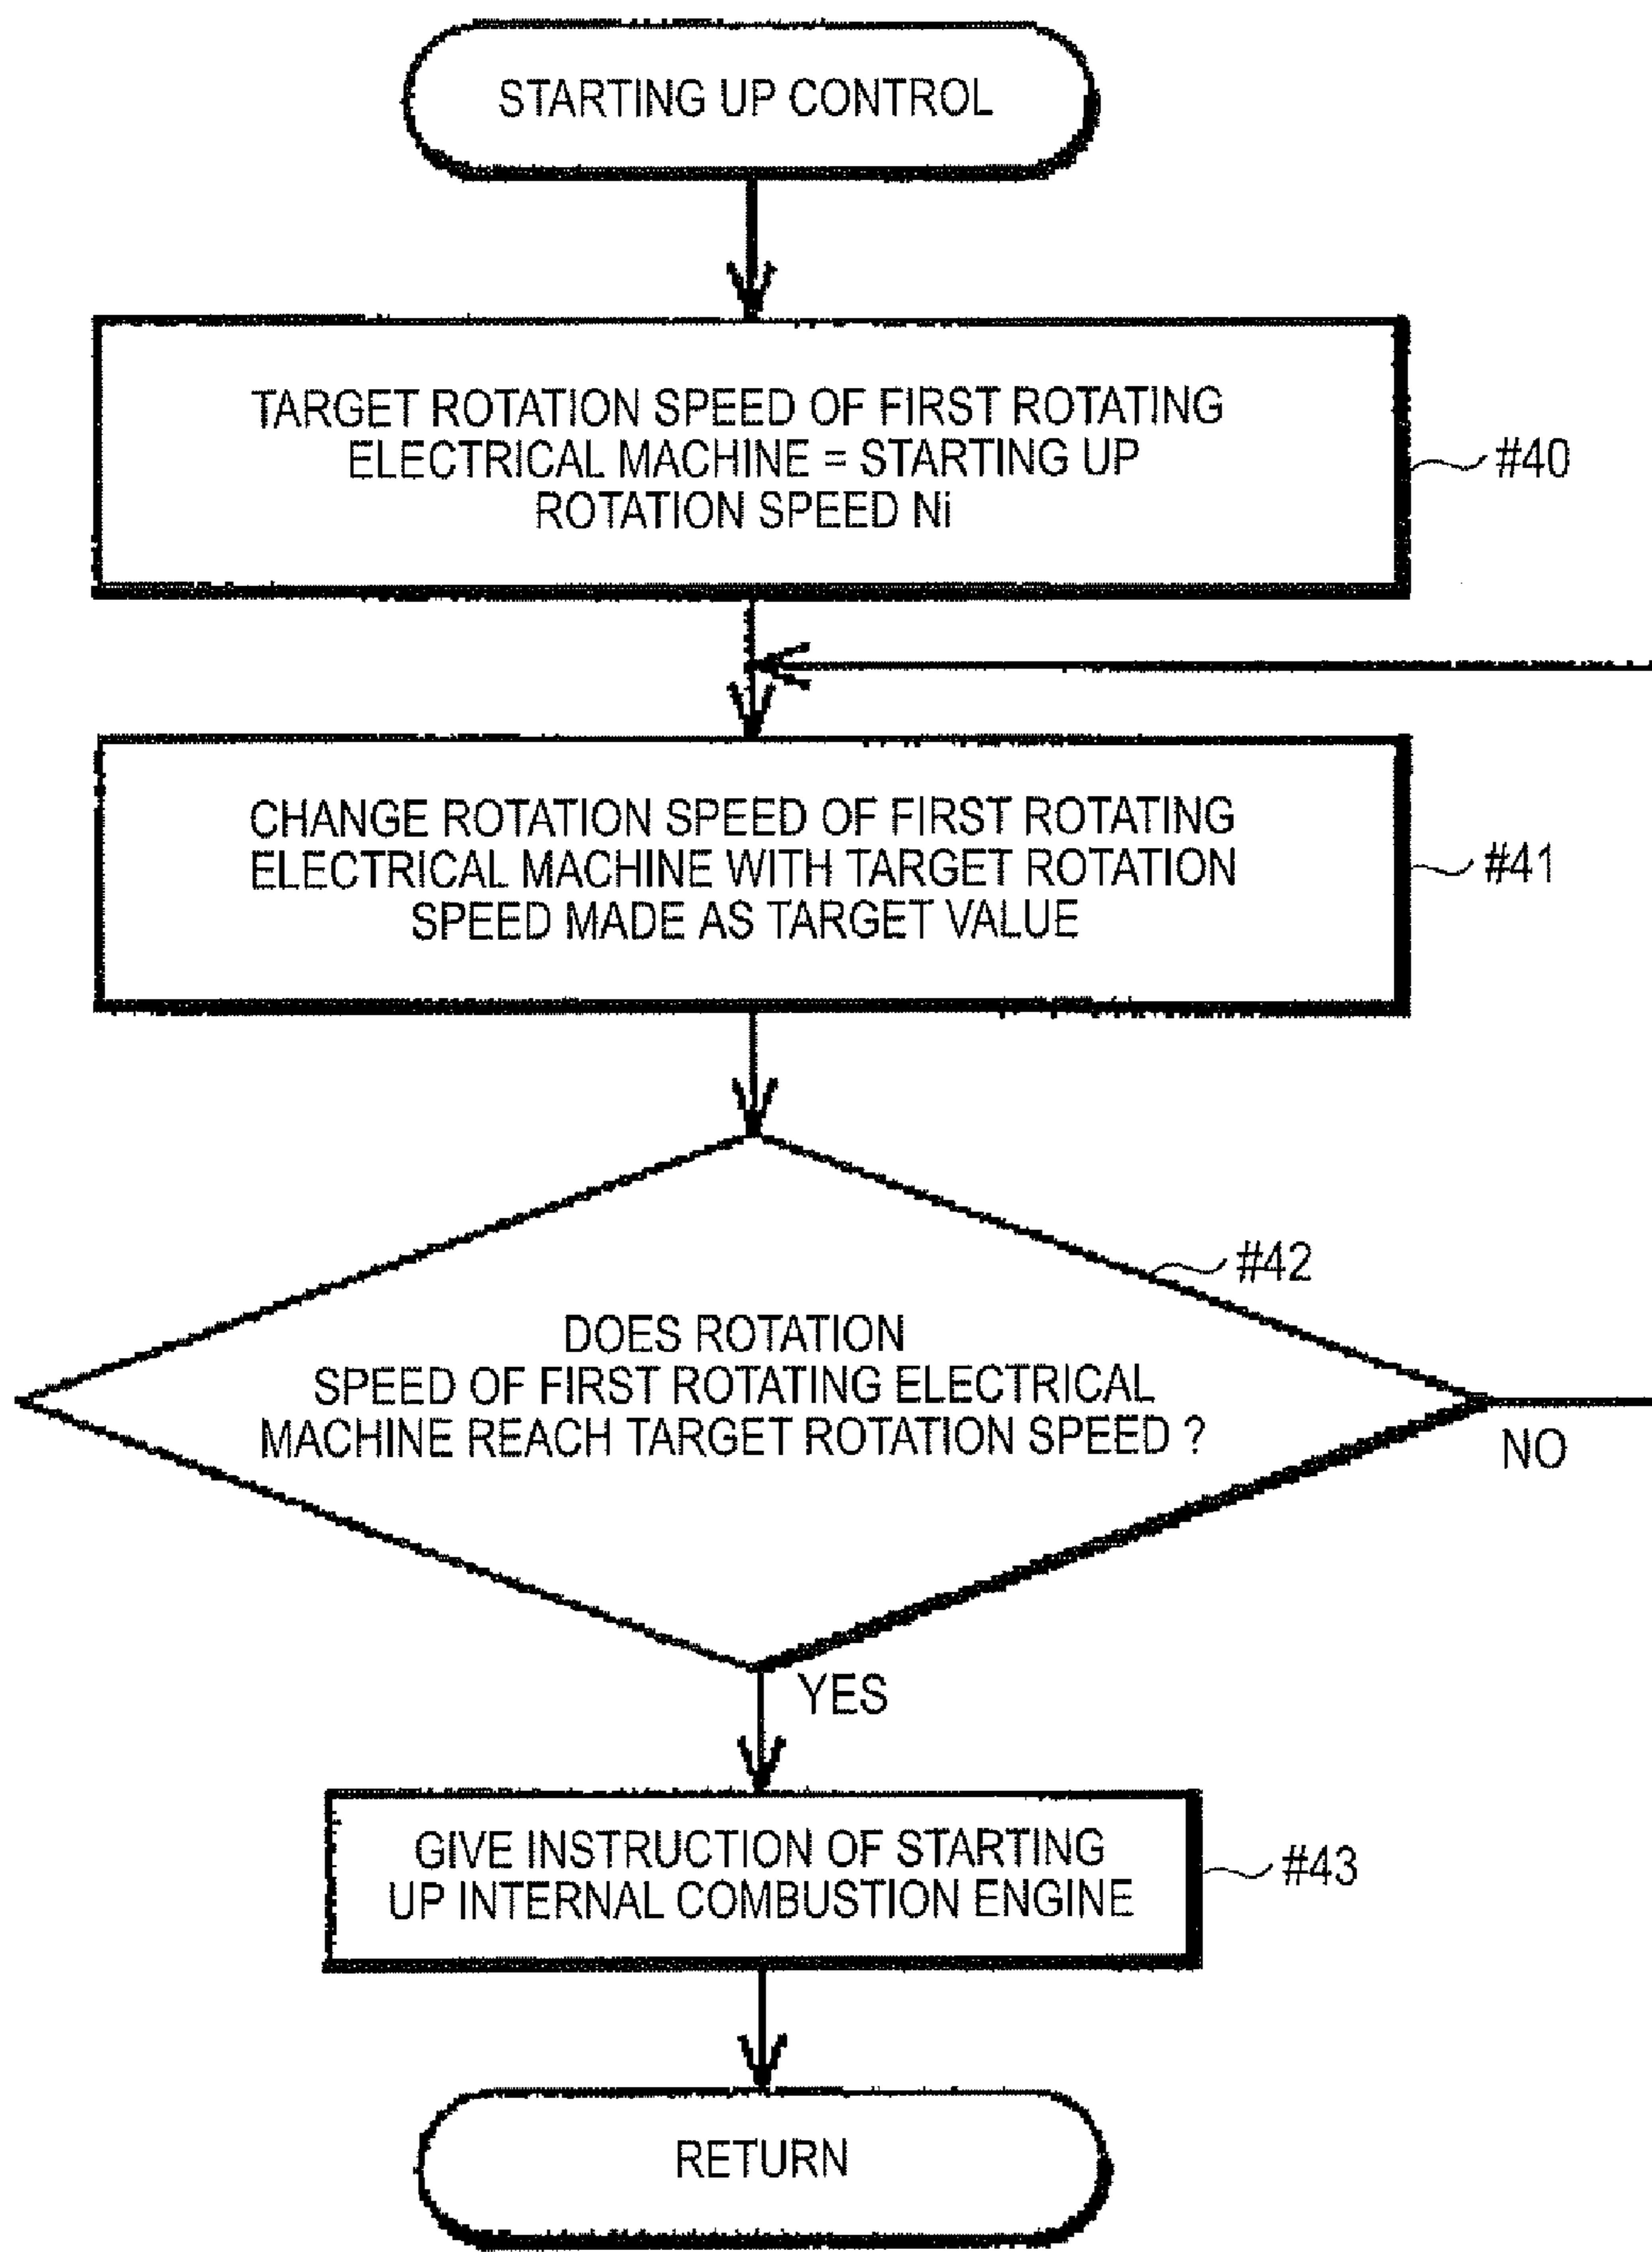 STARTING UP CONTROL
TARGET ROTATION SPEED OF FIRST ROTATING
ELECTRICAL MACHINE = STARTING UP
ROTATION SPEED Ni
#40
CHANGE ROTATION SPEED OF FIRST ROTATING
ELECTRICAL MACHINE WITH TARGET ROTATION
SPEED MADE AS TARGET VALUE
#41
#42
DOES ROTATION
SPEED OF FIRST ROTATING ELECTRICAL
MACHINE REACH TARGET ROTATION SPEED ?
NO
YES
GIVE INSTRUCTION OF STARTING
UP INTERNAL COMBUSTION ENGINE
#43
RETURN